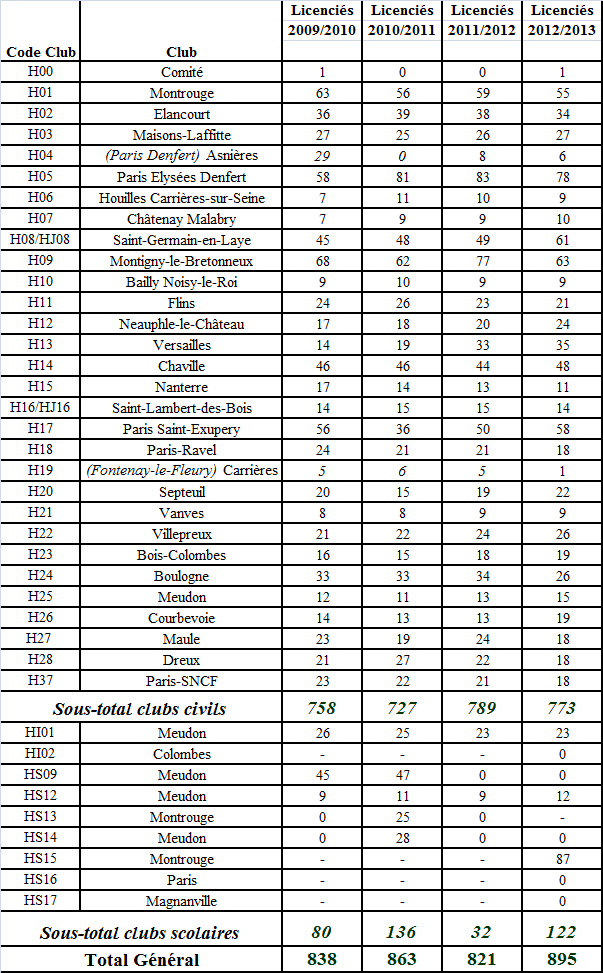 Licenciés Licenciés Licenciés Licenciés
Code Club Club 2009/2010 2010/2011 2011/2012 2012/2013
H00 Comité 1 0 0 1
H01 Montrouge 63 56 59 55
H02 Elancourt 36 39 38 34
H03 Maisons-Laffitte 27 25 26 27
H04 (Paris Denfert) Asnières 29 0 8 6
H05 Paris Elysées Denfert 58 81 83 78
H06 Houilles Carrières-sur-Seine 7 11 10 9
H07 Châtenay Malabry 7 9 9 10
H08/HJ08 Saint-Germain-en-Laye 45 48 49 61
H09 Montigny-le-Bretonneux 68 62 77 63
H10 Bailly Noisy-le-Roi 9 10 9 9
H11 Flins 24 26 23 21
H12 Neauphle-le-Château 17 18 20 24
H13 Versailles 14 19 33 35
H14 Chaville 46 46 44 48
H15 Nanterre 17 14 13 11
H16/HJ16 Saint-Lambert-des-Bois 14 15 15 14
H17 Paris Saint-Exupery 56 36 50 58
H18 Paris-Ravel 24 21 21 18
H19 (Fontenay-le-Fleury) Carrières 5 6 5 1
H20 Septeuil 20 15 19 22
H21 Vanves 8 8 9 9
H22 Villepreux 21 22 24 26
H23 Bois-Colombes 16 15 18 19
H24 Boulogne 33 33 34 26
H25 Meudon 12 11 13 15
H26 Courbevoie 14 13 13 19
H27 Maule 23 19 24 18
H28 Dreux 21 27 22 18
H37 Paris-SNCF 23 22 21 18
Sous-total clubs civils 758 727 789 773
HI01 Meudon 26 25 23 23
HI02 Colombes - - - 0
HS09 Meudon 45 47 0 0
HS12 Meudon 9 11 9 12
HS13 Montrouge 0 25 0 -
HS14 Meudon 0 28 0 0
HS15 Montrouge - - - 87
HS16 Paris - - - 0
HS17 Magnanville - - - 0
Sous-total clubs scolaires 80 136 32 122
Total Général 838 863 821 895